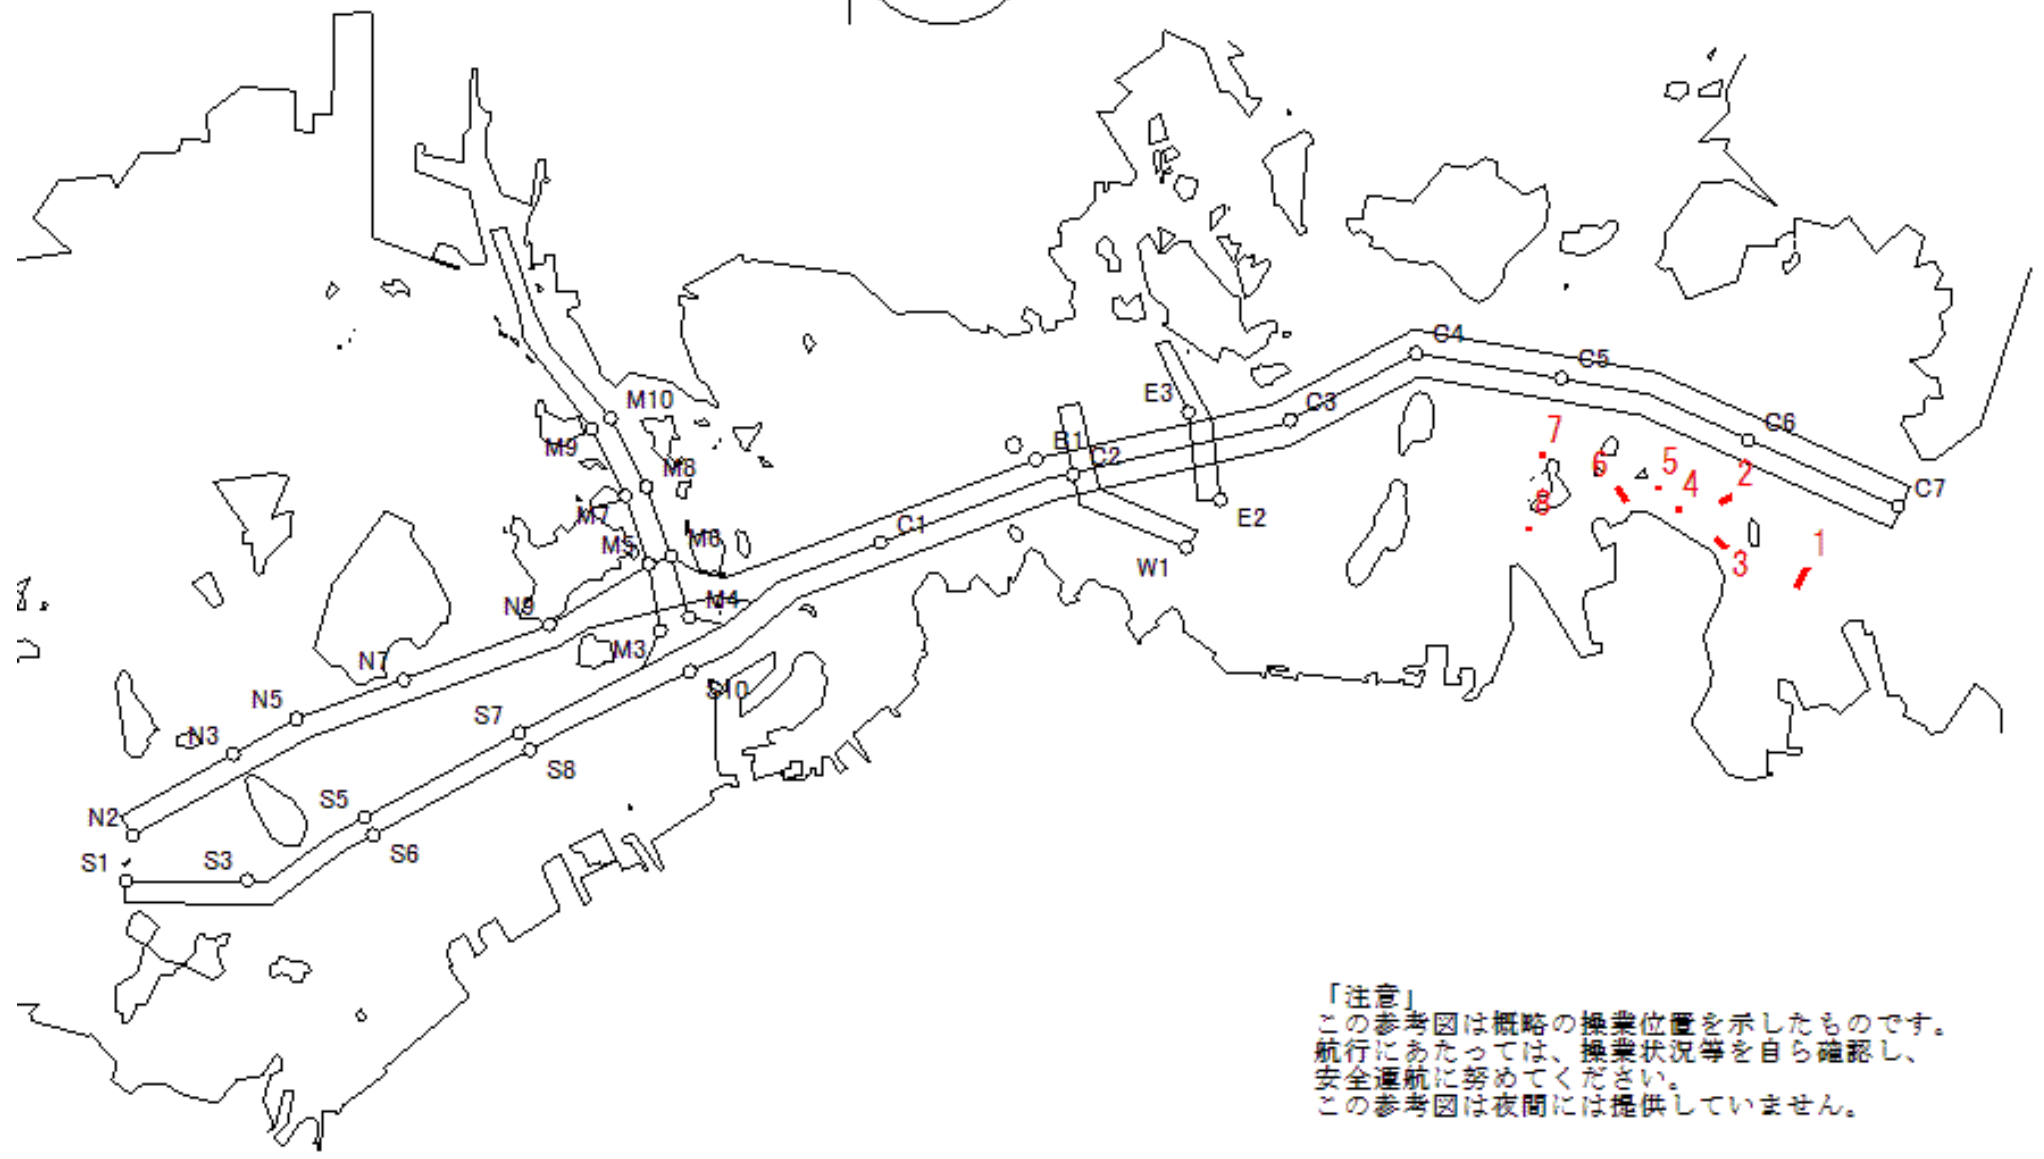 C4
C5
M10
E3
C3
C6
7
M9
B1
M8
C2
6
5
2
4
C7
8
M7
E2
C1
M5
M6
1
W1
3
N9
M4
M3
N7
S10
N5
S7
N3
S8
S5
N2
S6
S1
S3
「注意」
この参考図は概略の操業位置を示したものです。
航行にあたっては、操業状況等を自ら確認し、
安全運航に努めてください。
この参考図は夜間には提供していません。